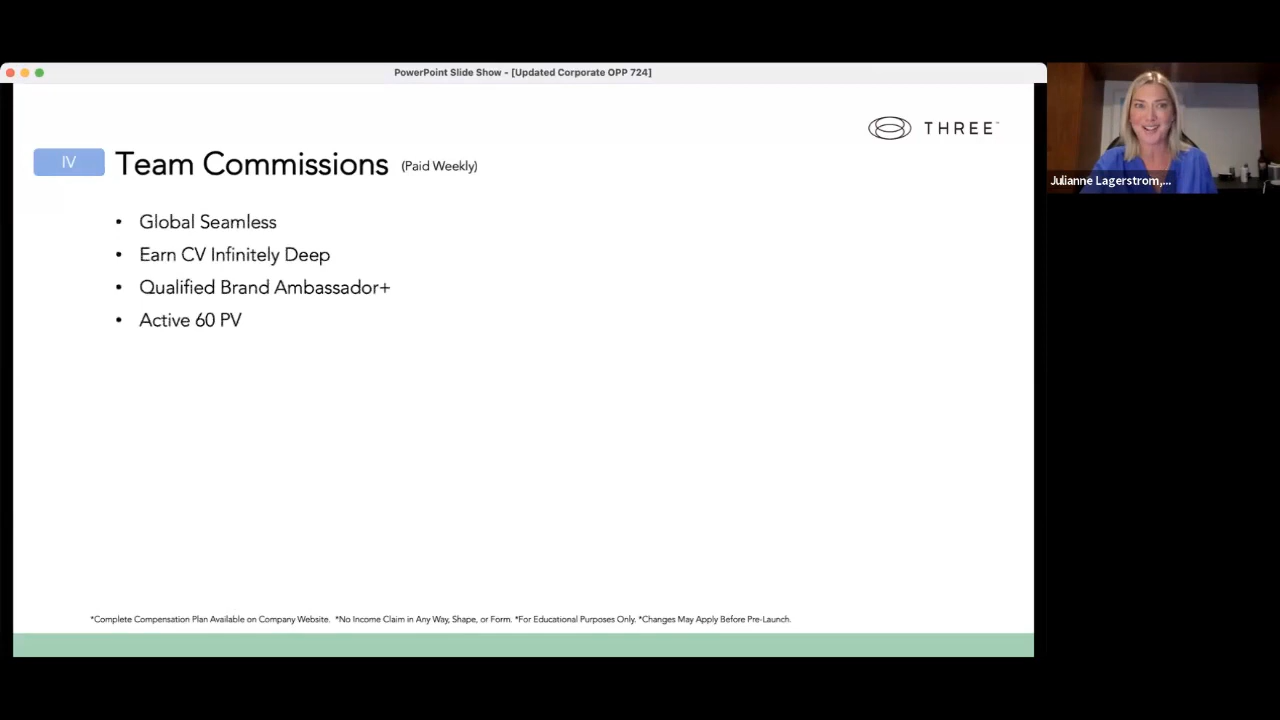 PowerPoint Slide Show - [Updated Corporate OPP 724]
THREE™
IV
Team Commissions (Paid Weekly)
• Global Seamless
• Earn CV Infinitely Deep
• Qualified Brand Ambassador+
• Active 60 PV
*Complete Compensation Plan Available on Company Website. *No Income Claim in Any Way, Shape, or Form. *For Educational Purposes Only. *Changes May Apply Before Pre-Launch.
Julianne Lagerstrom,...